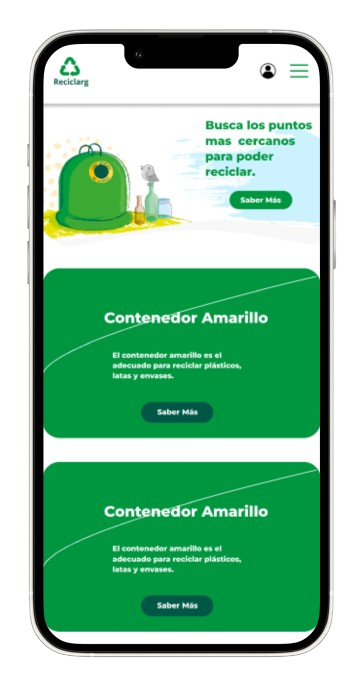 Reciclarg
Busca los puntos
mas cercanos
para poder
reciclar.
Saber Más
Contenedor Amarillo
El contenedor amarillo es el
adecuado para reciclar plásticos,
latas y envases.
Saber Más
Contenedor Amarillo
El contenedor amarillo es el
adecuado para reciclar plásticos,
latas y envases.
Saber Más